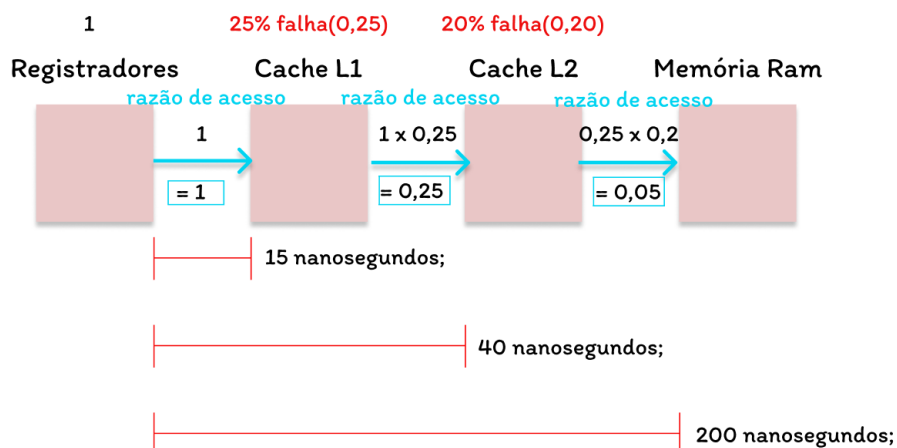 1
25% falha(0,25)
20% falha(0,20)
Registradores
Cache L1
Cache L2
Memória Ram
razão de acesso
razão de acesso
razão de acesso
1
1 x 0,25
0,25 x 0,2
= 1
= 0,25
= 0,05
15 nanosegundos;
40 nanosegundos;
200 nanosegundos;